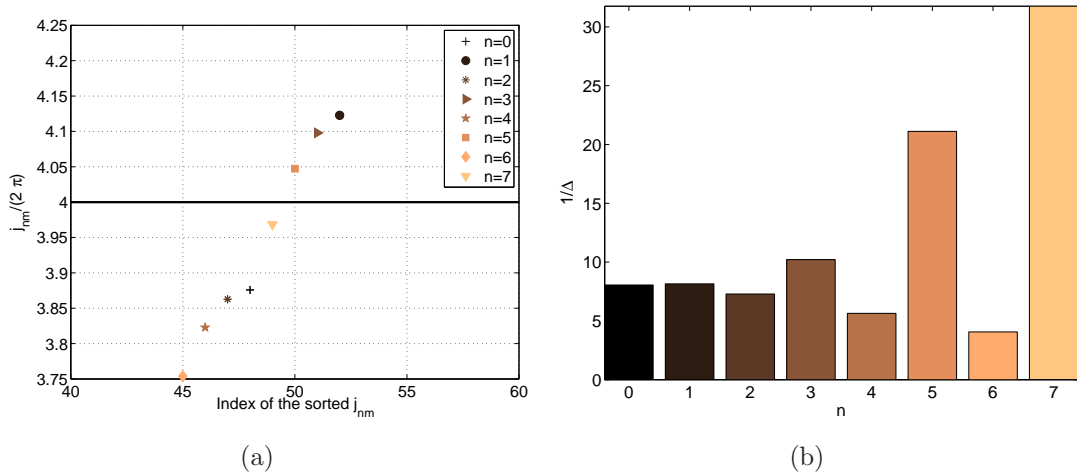 4.25
4.2
4.15
4.1
4.05
4
3.95
3.9
3.85
3.8
3.75
j_nm/(2 π)
40 45 50 55 60
Index of the sorted j_nm
n=0
n=1
n=2
n=3
n=4
n=5
n=6
n=7
(a)
30
25
20
15
10
5
0
1/Δ
0 1 2 3 4 5 6 7
n
(b)